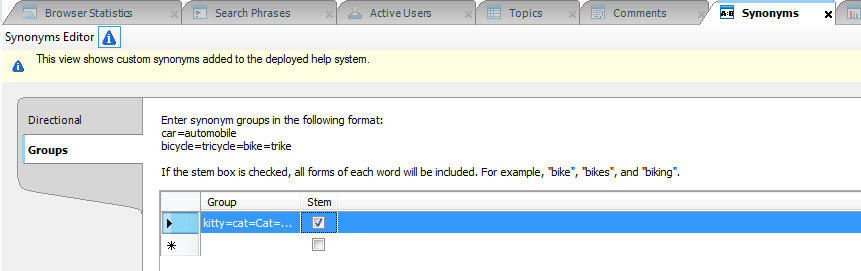 Browser Statistics
Search Phrases
Active Users
Topics
Comments
Synonyms
Synonyms Editor
This view shows custom synonyms added to the deployed help system.
Directional
Groups
Enter synonym groups in the following format:
car=automobile
bicycle=tricycle=bike=trike
If the stem box is checked, all forms of each word will be included. For example, "bike", "bikes", and "biking".
Group Stem
kitty=cat=Cat=...